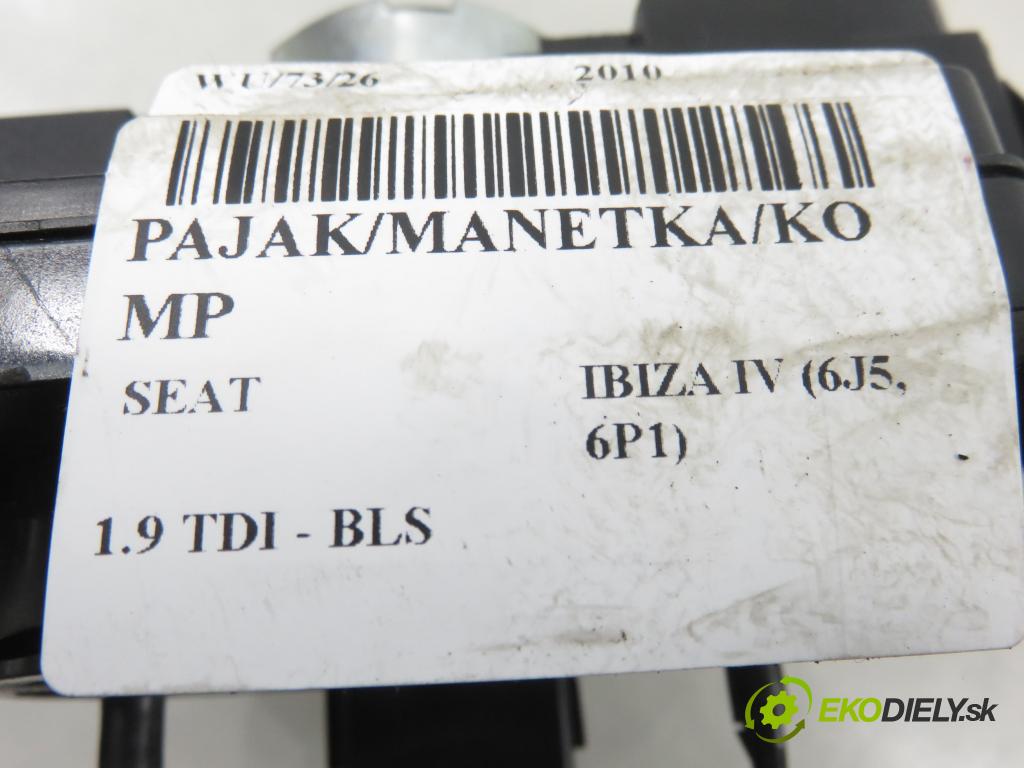 WU/73/26 2010
PAJAK/MANETKA/KO
MP
SEAT IBIZA IV (6J5,
6P1)
1.9 TDI - BLS
EKODIELY.sk